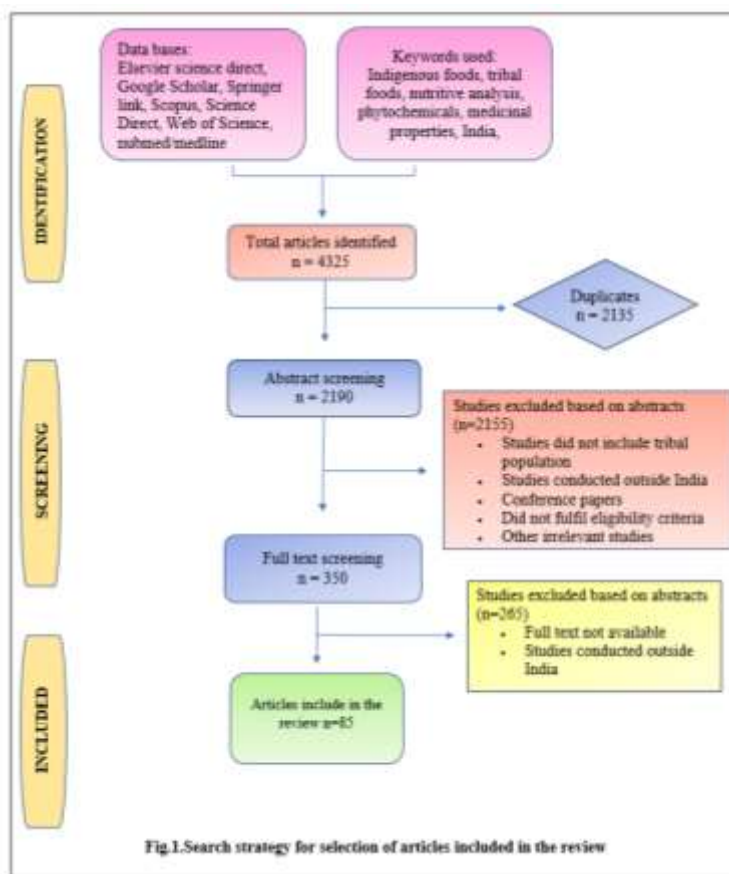 Data bases:
Elsevier science direct,
Google Scholar, Springer
link, Scopus, Science
Direct, Web of Science,
pubmed/medline
Keywords used:
Indigenous foods, tribal
foods, nutritive analysis,
phytochemicals, medicinal
properties, India,
IDENTIFICATION
Total articles identified
n = 4325
Duplicates
n = 2135
SCREENING
Abstract screening
n = 2190
Studies excluded based on abstracts
(n=2155)
• Studies did not include tribal
population
• Studies conducted outside India
• Conference papers
• Did not fulfil eligibility criteria
• Other irrelevant studies
Full text screening
n = 350
Studies excluded based on abstracts
(n=265)
• Full text not available
• Studies conducted outside
India
INCLUDED
Articles include in the
review n=85
Fig.1.Search strategy for selection of articles included in the review